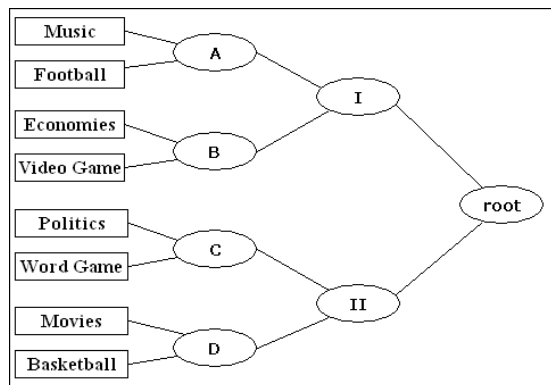 Music
Football
A
Economies
Video Game
B
I
Politics
Word Game
C
Movies
Basketball
D
II
root